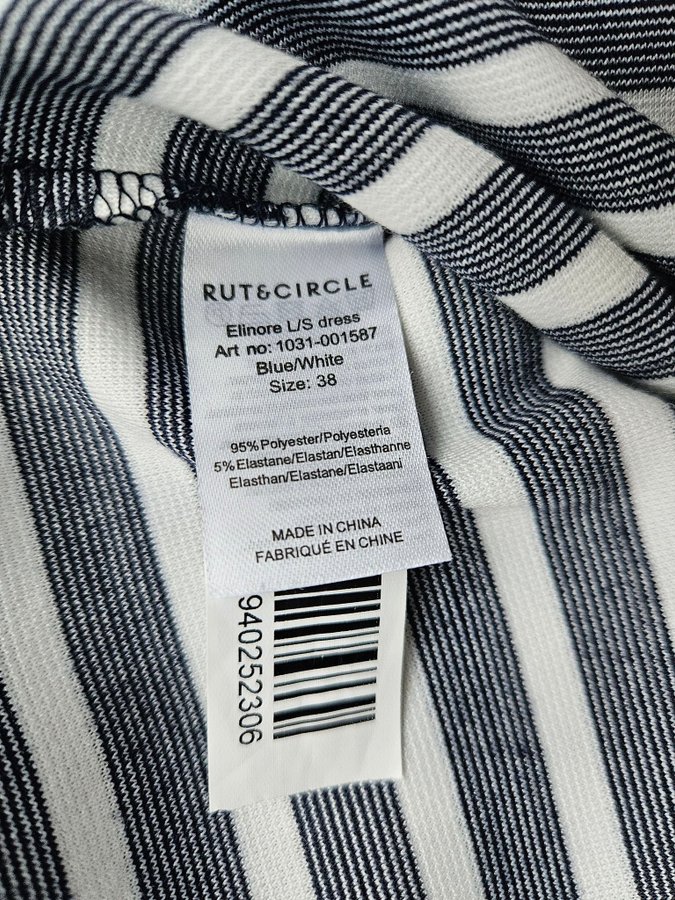 RUT&CIRCLE
Elinore L/S dress
Art no: 1031-001587
Blue/White
Size: 38
95% Polyester/Polyesteria
5% Elastane/Elastan/Elasthanne
Elasthan/Elastane/Elastaani
MADE IN CHINA
FABRIQUÉ EN CHINE
940252306